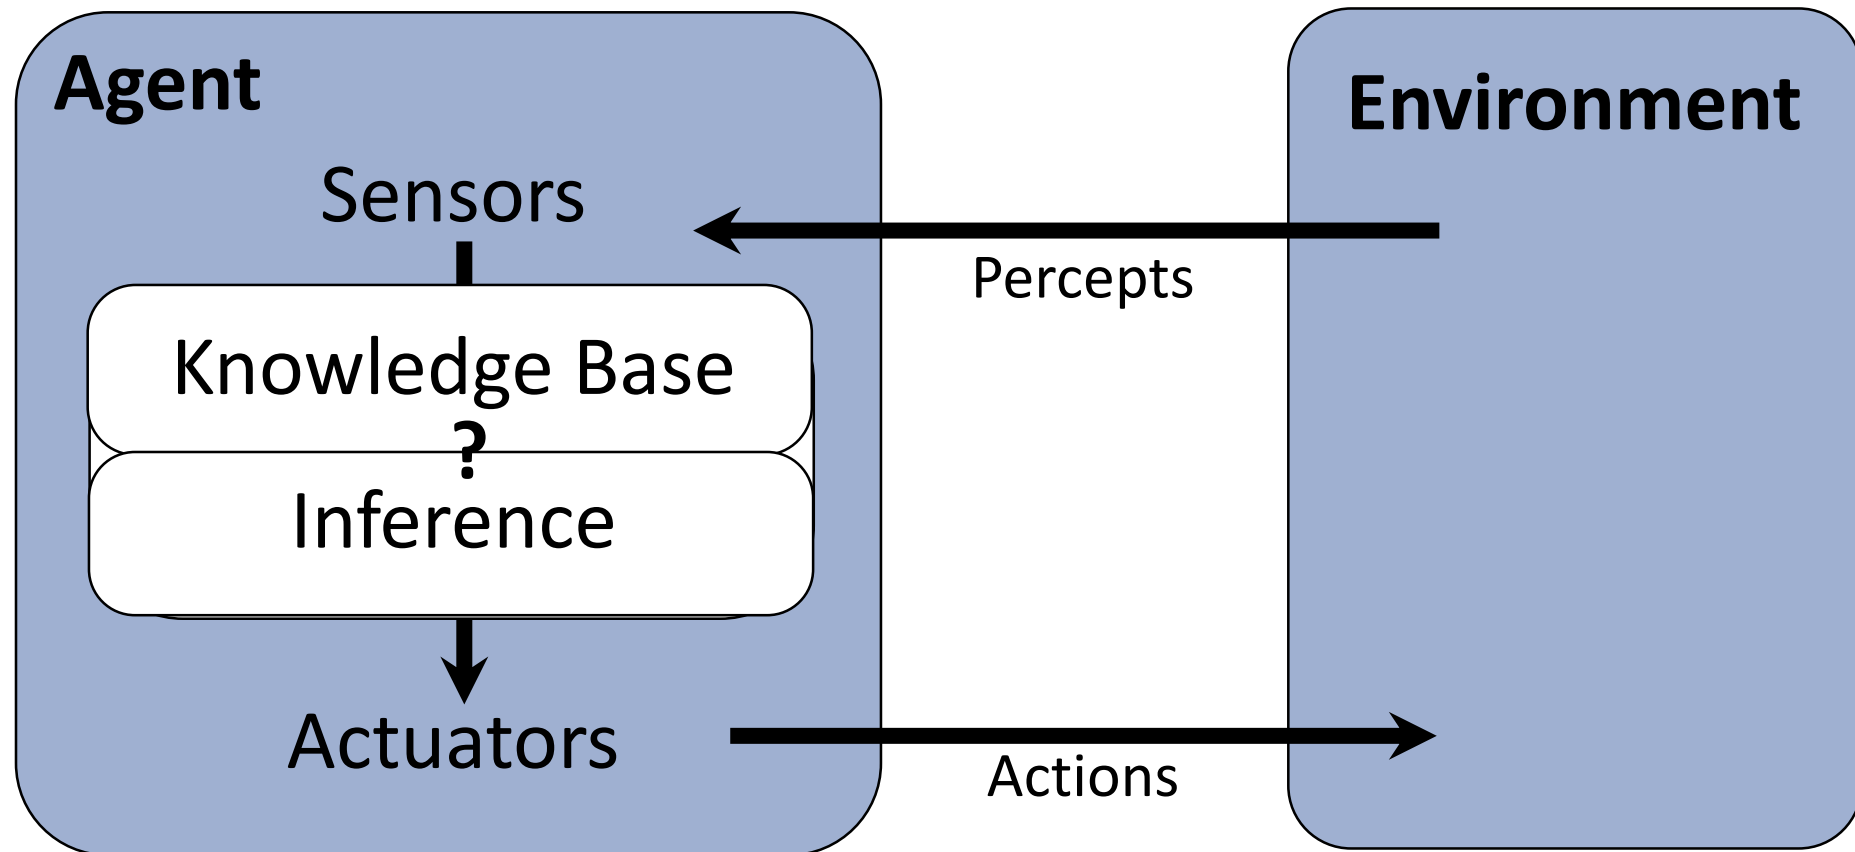 Agent
Environment
Sensors
Percepts
Knowledge Base
?
Inference
Actuators
Actions